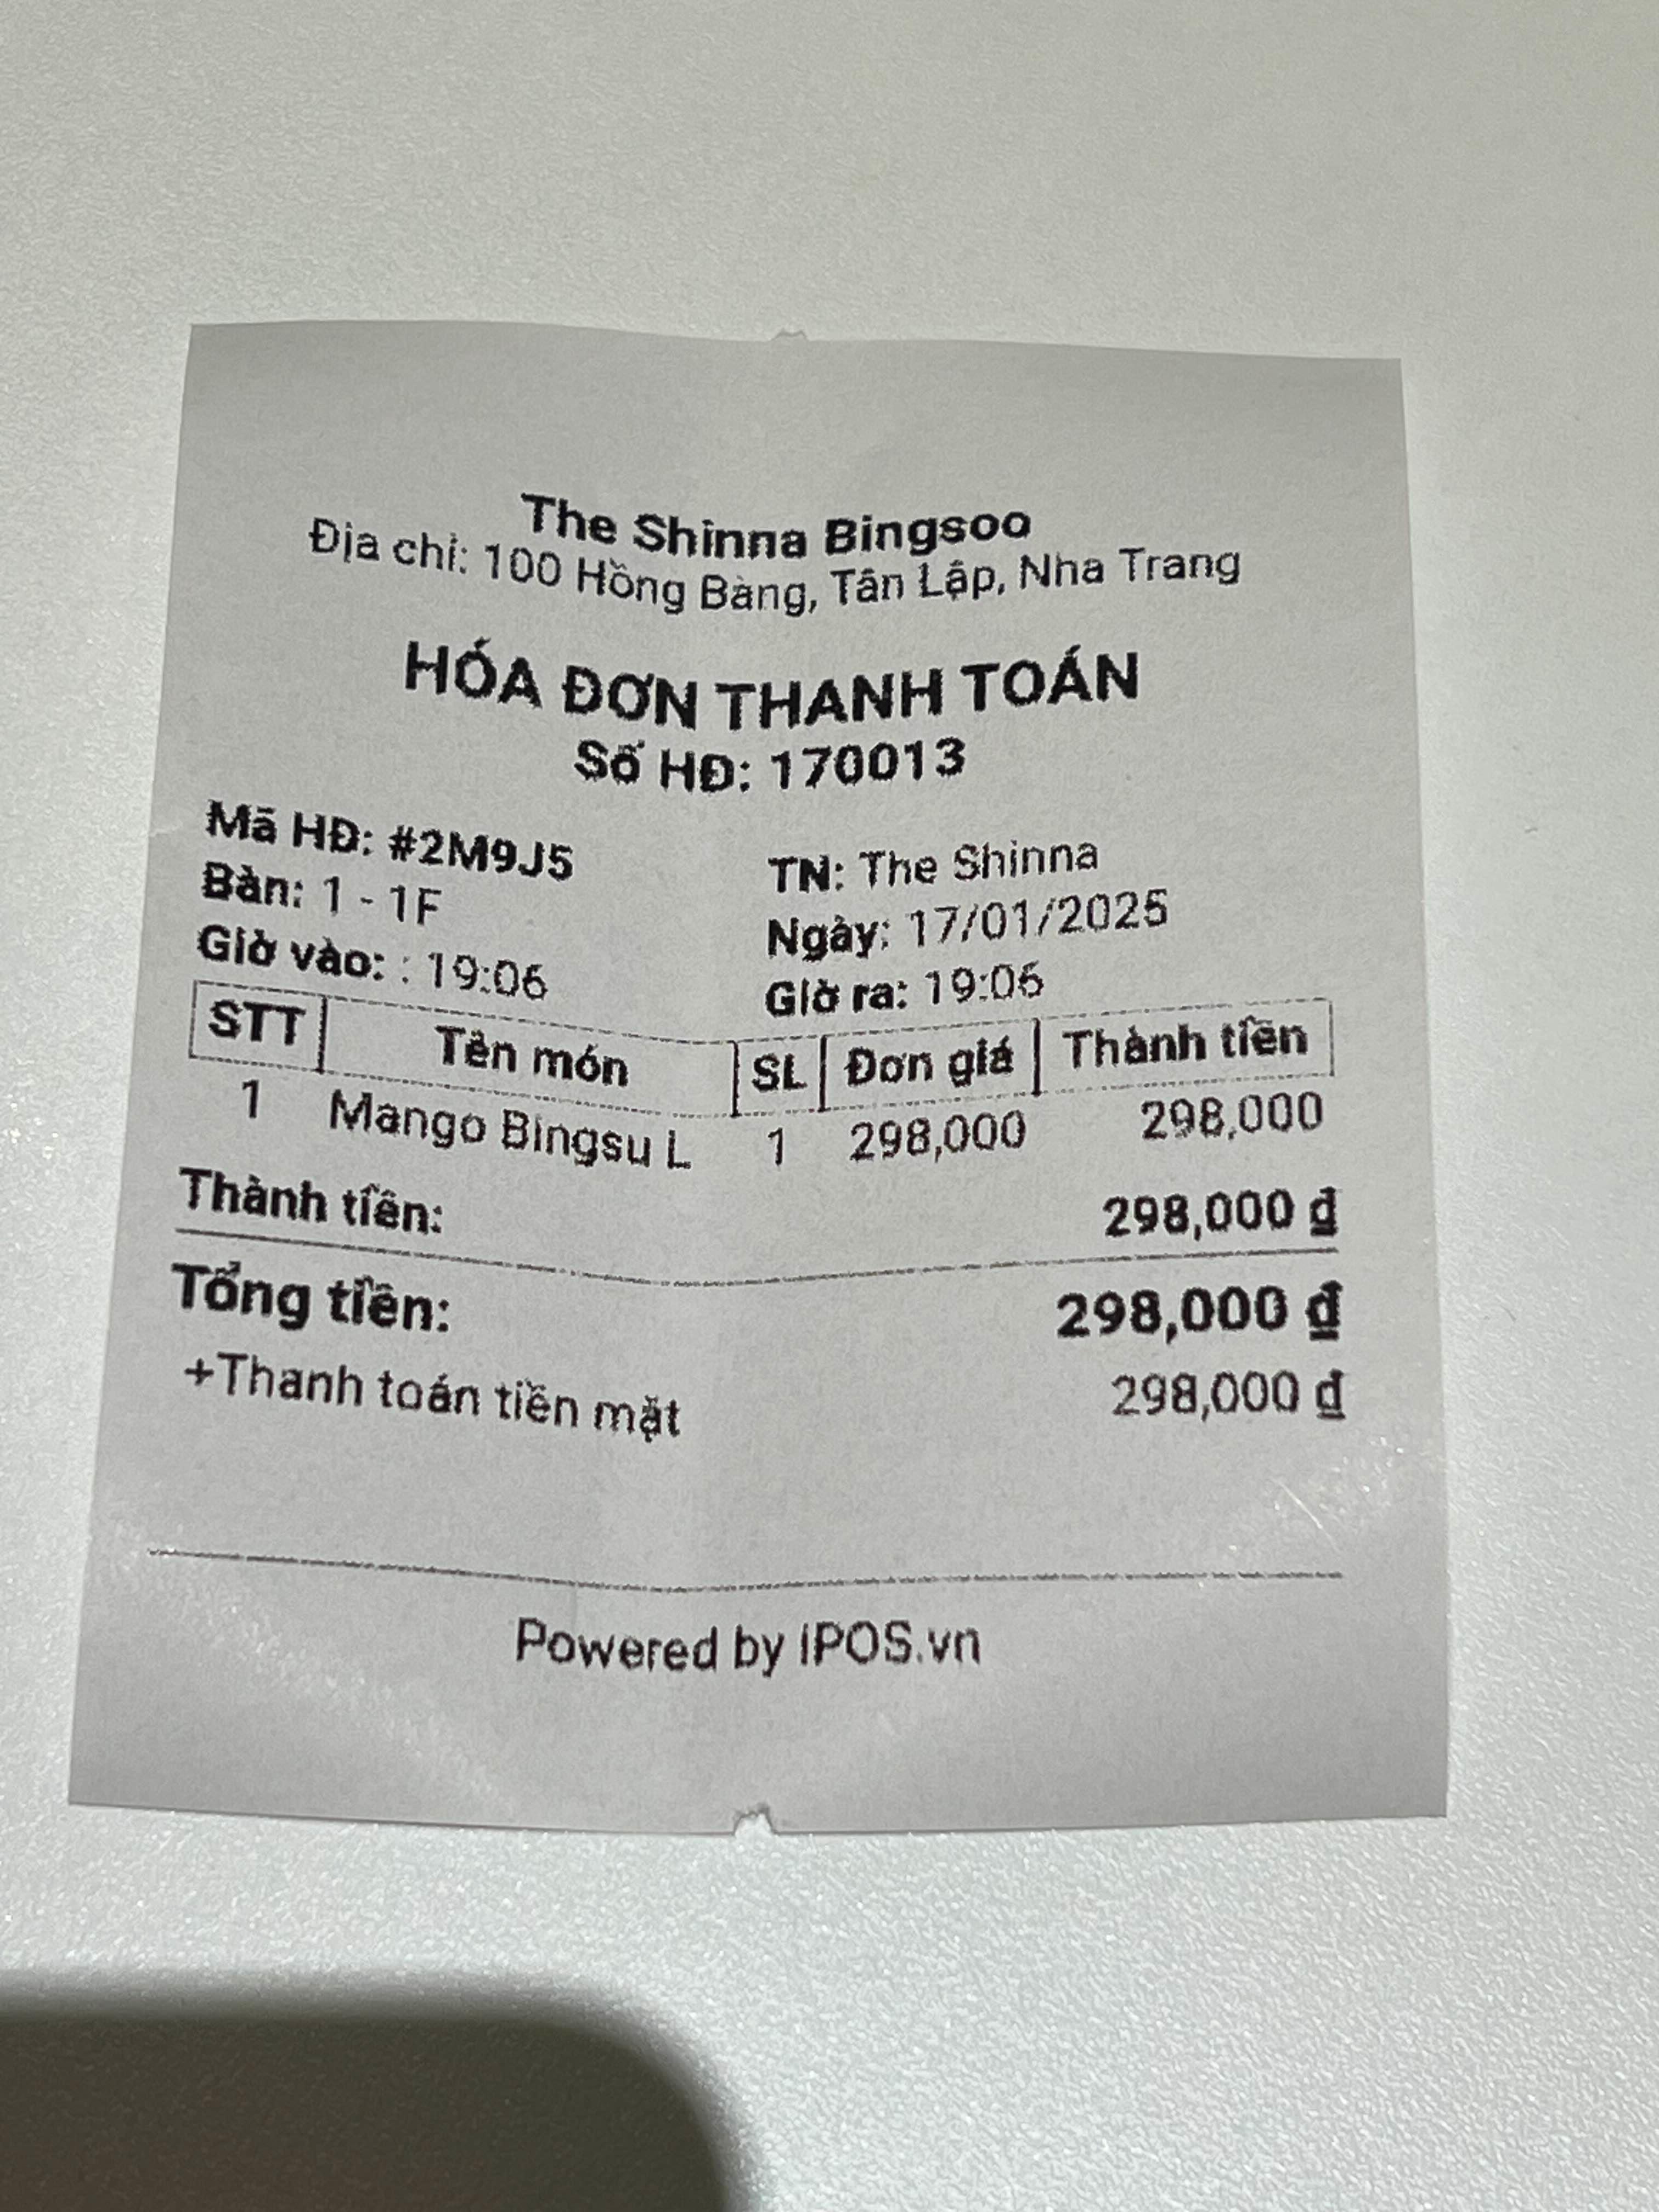 The Shinna Bingsoo
Địa chỉ: 100 Hồng Bàng, Tân Lập, Nha Trang
HÓA ĐƠN THANH TOÁN
Số HĐ: 170013
Mã HĐ: #2M9J5 TN: The Shinna
Bàn: 1 - 1F Ngày: 17/01/2025
Giờ vào: : 19:06 Giờ ra: 19:06
STT Tên món SL Đơn giá Thành tiền
1 Mango Bingsu L 1 298,000 298,000
Thành tiền: 298,000 ₫
Tổng tiền: 298,000 ₫
+Thanh toán tiền mặt 298,000 ₫
Powered by iPOS.vn